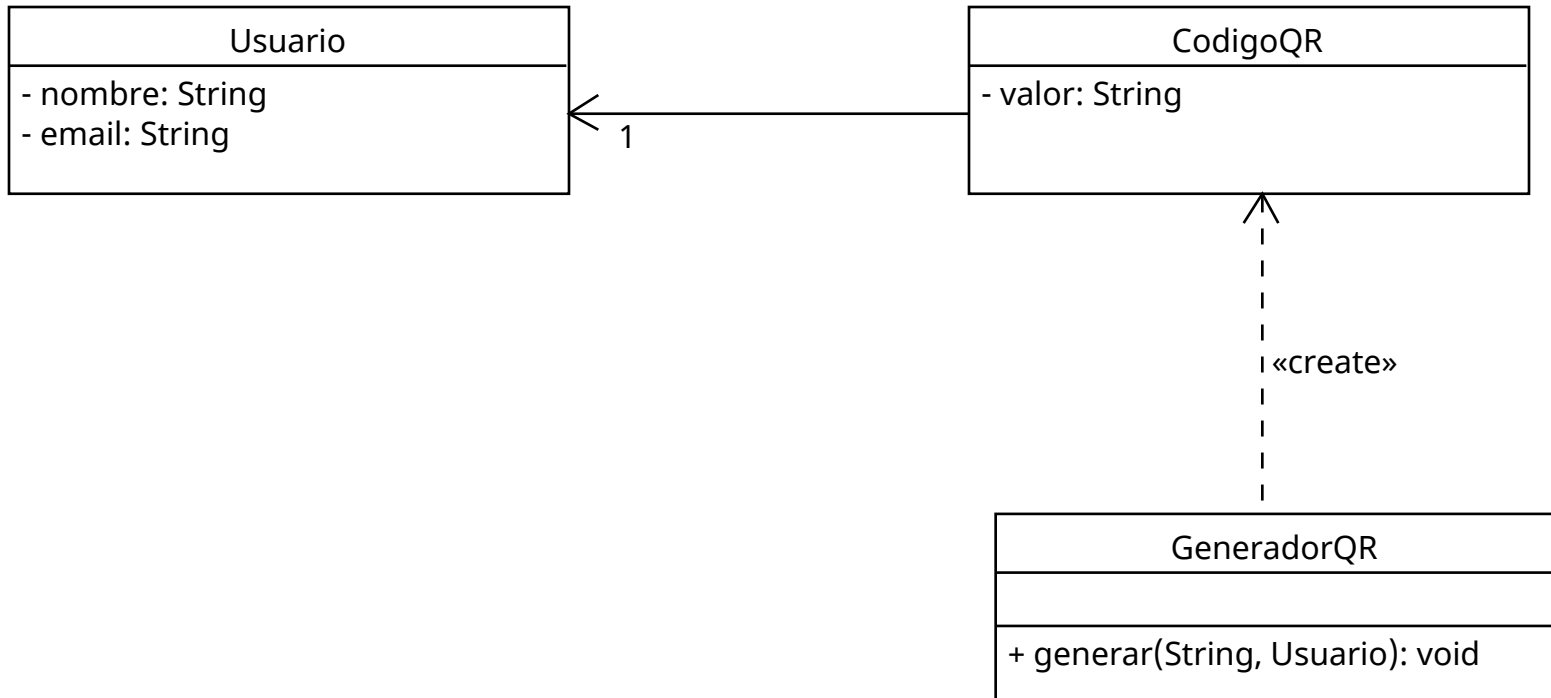 Usuario
- nombre: String
- email: String
1
CodigoQR
- valor: String
«create»
GeneradorQR
+ generar(String, Usuario): void